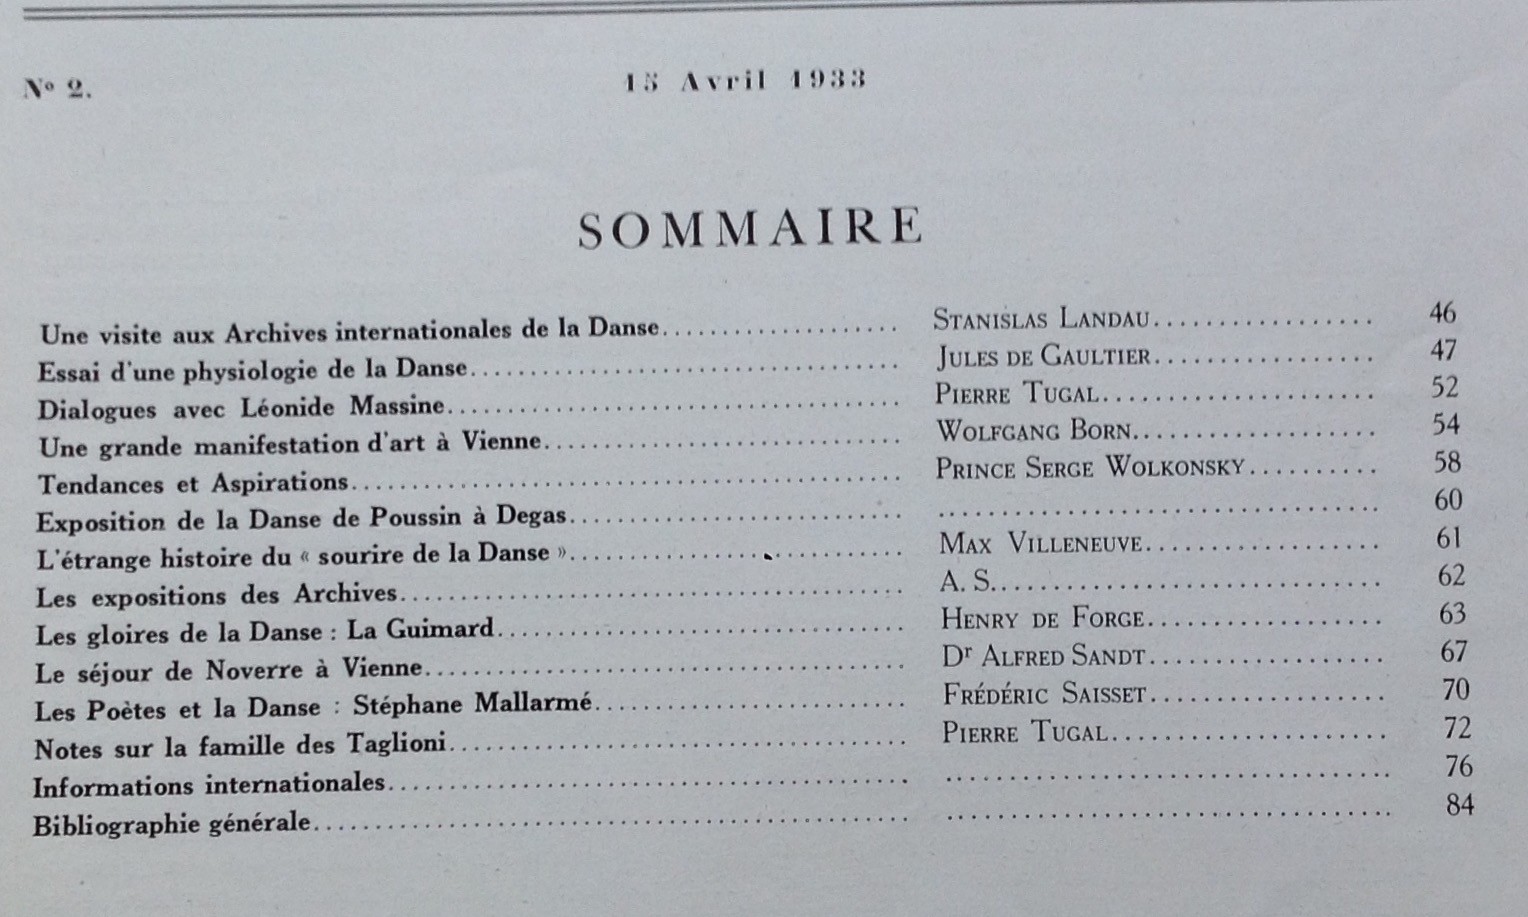 N° 2.
15 Avril 1933
SOMMAIRE
Une visite aux Archives internationales de la Danse.................... STANISLAS LANDAU................. 46
Essai d'une physiologie de la Danse.................................... JULES DE GAULTIER................. 47
Dialogues avec Léonide Massine...................................... PIERRE TUGAL...................... 52
Une grande manifestation d'art à Vienne.............................. WOLFGANG BORN................... 54
Tendances et Aspirations............................................. PRINCE SERGE WOLKONSKY.......... 58
Exposition de la Danse de Poussin à Degas............................ ................................... 60
L'étrange histoire du « sourire de la Danse »............................ MAX VILLENEUVE.................. 61
Les expositions des Archives.......................................... A. S............................... 62
Les gloires de la Danse : La Guimard.................................. HENRY DE FORGE.................. 63
Le séjour de Noverre à Vienne........................................ Dr ALFRED SANDT.................. 67
Les Poètes et la Danse : Stéphane Mallarmé.......................... FRÉDÉRIC SAISSET.................. 70
Notes sur la famille des Taglioni...................................... PIERRE TUGAL...................... 72
Informations internationales.......................................... ................................... 76
Bibliographie générale................................................ ................................... 84